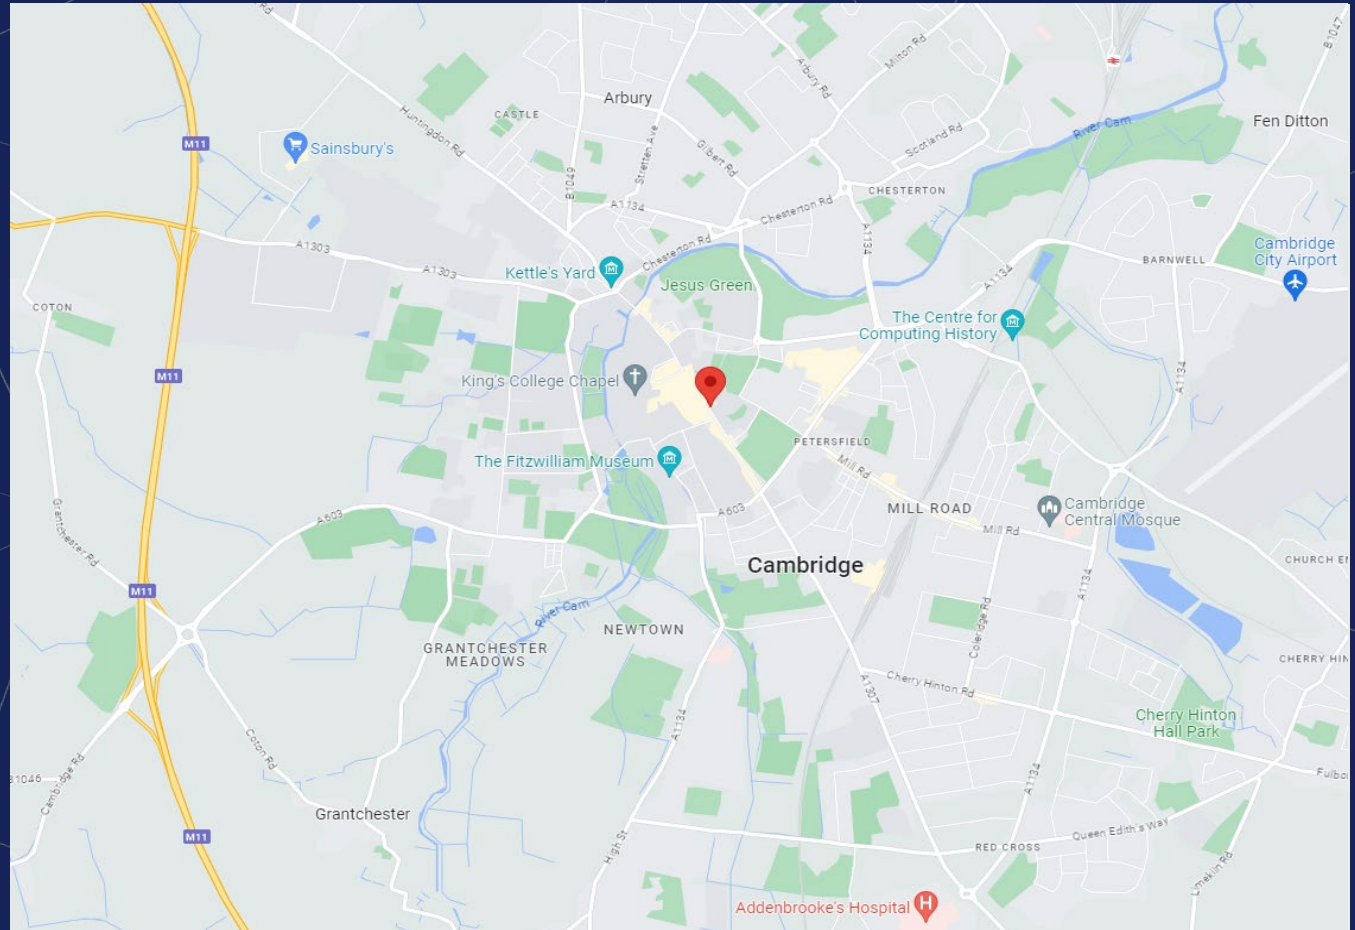 Rd
B1047
Milton Rd
Arbury Rd
Arbury
CASTLE
Huntingdon Rd
Fen Ditton
River Cam
M11
Sainsbury's
Stretten Ave
Gilbert Rd
Scotland Rd
B1049
CHESTERTON
A1134
Chesterton Rd
A1134
Chesterton Rd
A1303
A1303
Cambridge
City Airport
BARNWELL
Kettle's Yard
Jesus Green
A1134
COTON
The Centre for
Computing History
M11
King's College Chapel
A1134
PETERSFIELD
The Fitzwilliam Museum
Mill Rd
MILL ROAD
Cambridge
Central Mosque
A603
A603
Mill Rd
Grantchester Rd
Cambridge
CHURCH E
M11
A1134
River Cam
NEWTOWN
Coleridge Rd
GRANTCHESTER
MEADOWS
CHERRY HIN
A1307
Cherry Hinton Rd
Cherry Hinton
Hall Park
A1134
Coton Rd
B1046
Cambridge Rd
A1134
Fulbo
Grantchester
M11
High St
Queen Edith's Way
RED CROSS
Limekiln Rd
Addenbrooke's Hospital
H